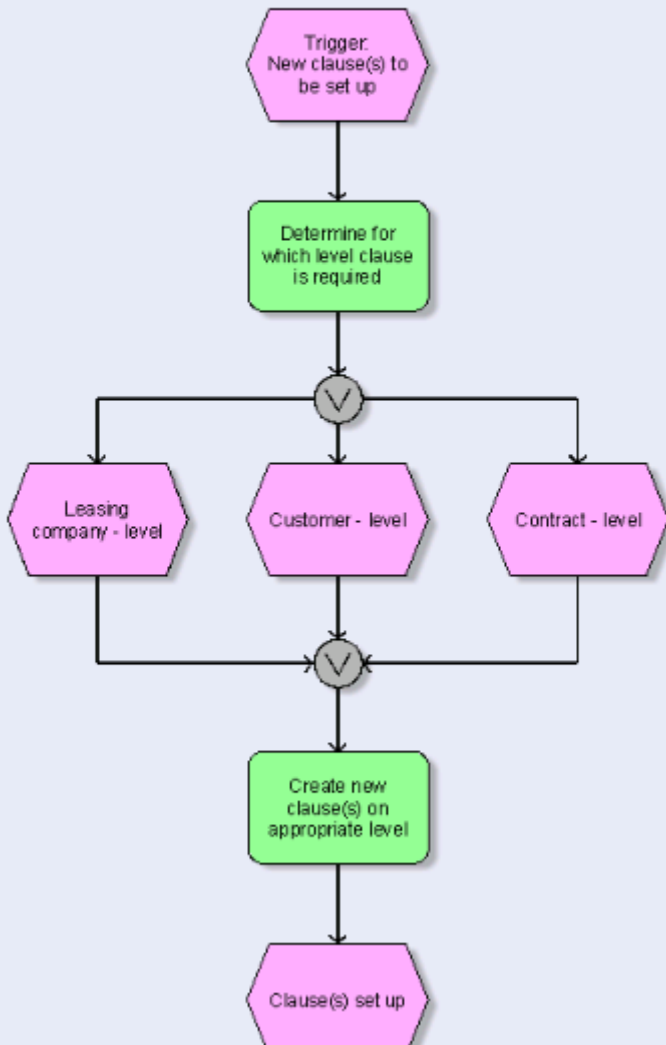 Trigger:
New clause(s) to
be set up
Determine for
which level clause
is required
V
Leasing
company - level
Customer - level
Contract - level
V
Create new
clause(s) on
appropriate level
Clause(s) set up